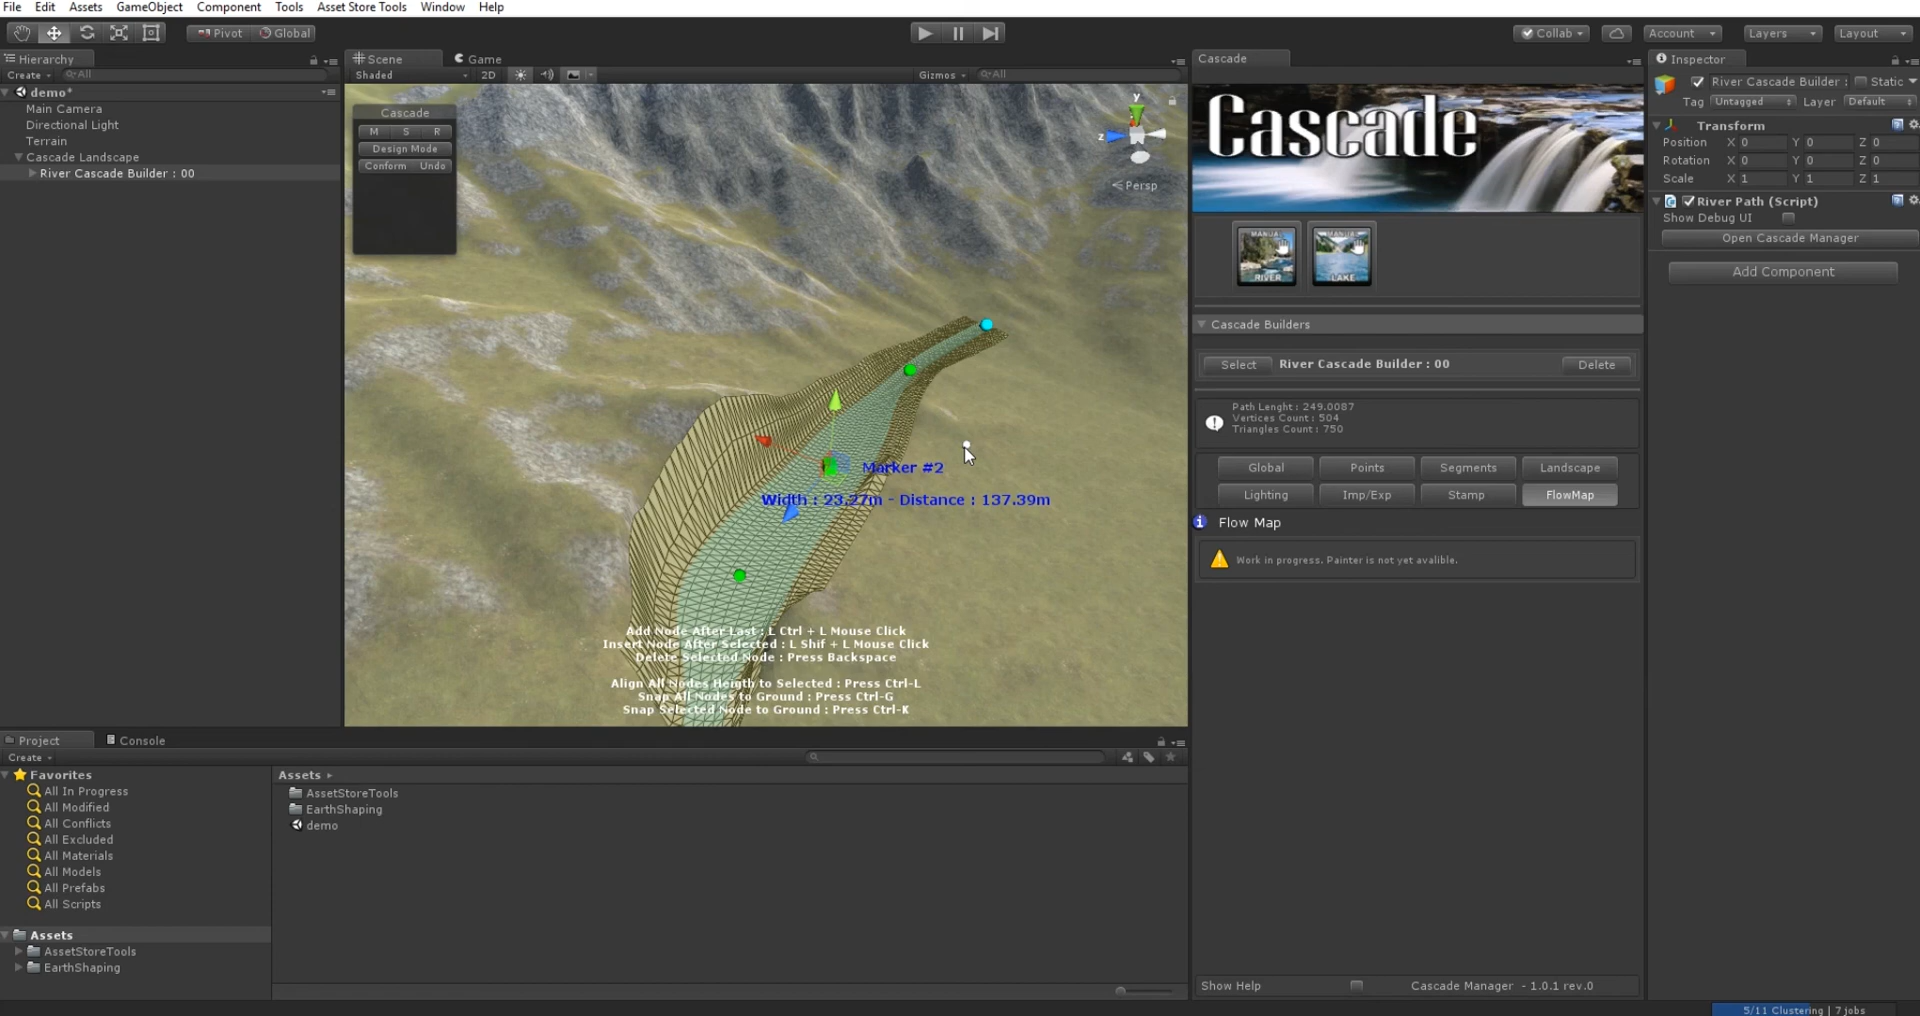 File Edit Assets GameObject Component Tools Asset Store Tools Window Help
Pivot Global Collab Account Layers Layout
Hierarchy
Create All
demo*
Main Camera
Directional Light
Terrain
Cascade Landscape
River Cascade Builder : 00
Scene Game
Shaded 2D Gizmos All
Cascade
M S R
Design Mode
Conform Undo
y
z
Persp
Marker #2
Width : 23.27m - Distance : 137.39m
Add Node After Last : L Ctrl + L Mouse Click
Insert Node After Selected : L Shif + L Mouse Click
Delete Selected Node : Press Backspace
Align All Nodes Heigth to Selected : Press Ctrl-L
Snap All Nodes to Ground : Press Ctrl-G
Snap Selected Node to Ground : Press Ctrl-K
Cascade
Cascade
MANUAL RIVER
MANUAL LAKE
Cascade Builders
Select River Cascade Builder : 00 Delete
Path Lenght : 249.0087
Vertices Count : 504
Triangles Count : 750
Global Points Segments Landscape
Lighting Imp/Exp Stamp FlowMap
Flow Map
Work in progress. Painter is not yet avalible.
Show Help Cascade Manager - 1.0.1 rev.0
Inspector
River Cascade Builder : Static
Tag Untagged Layer Default
Transform
Position X 0 Y 0 Z 0
Rotation X 0 Y 0 Z 0
Scale X 1 Y 1 Z 1
River Path (Script)
Show Debug UI
Open Cascade Manager
Add Component
Project Console
Create
Favorites
All In Progress
All Modified
All Conflicts
All Excluded
All Materials
All Models
All Prefabs
All Scripts
Assets
AssetStoreTools
EarthShaping
Assets
AssetStoreTools
EarthShaping
demo
5/11 Clustering | 7 jobs